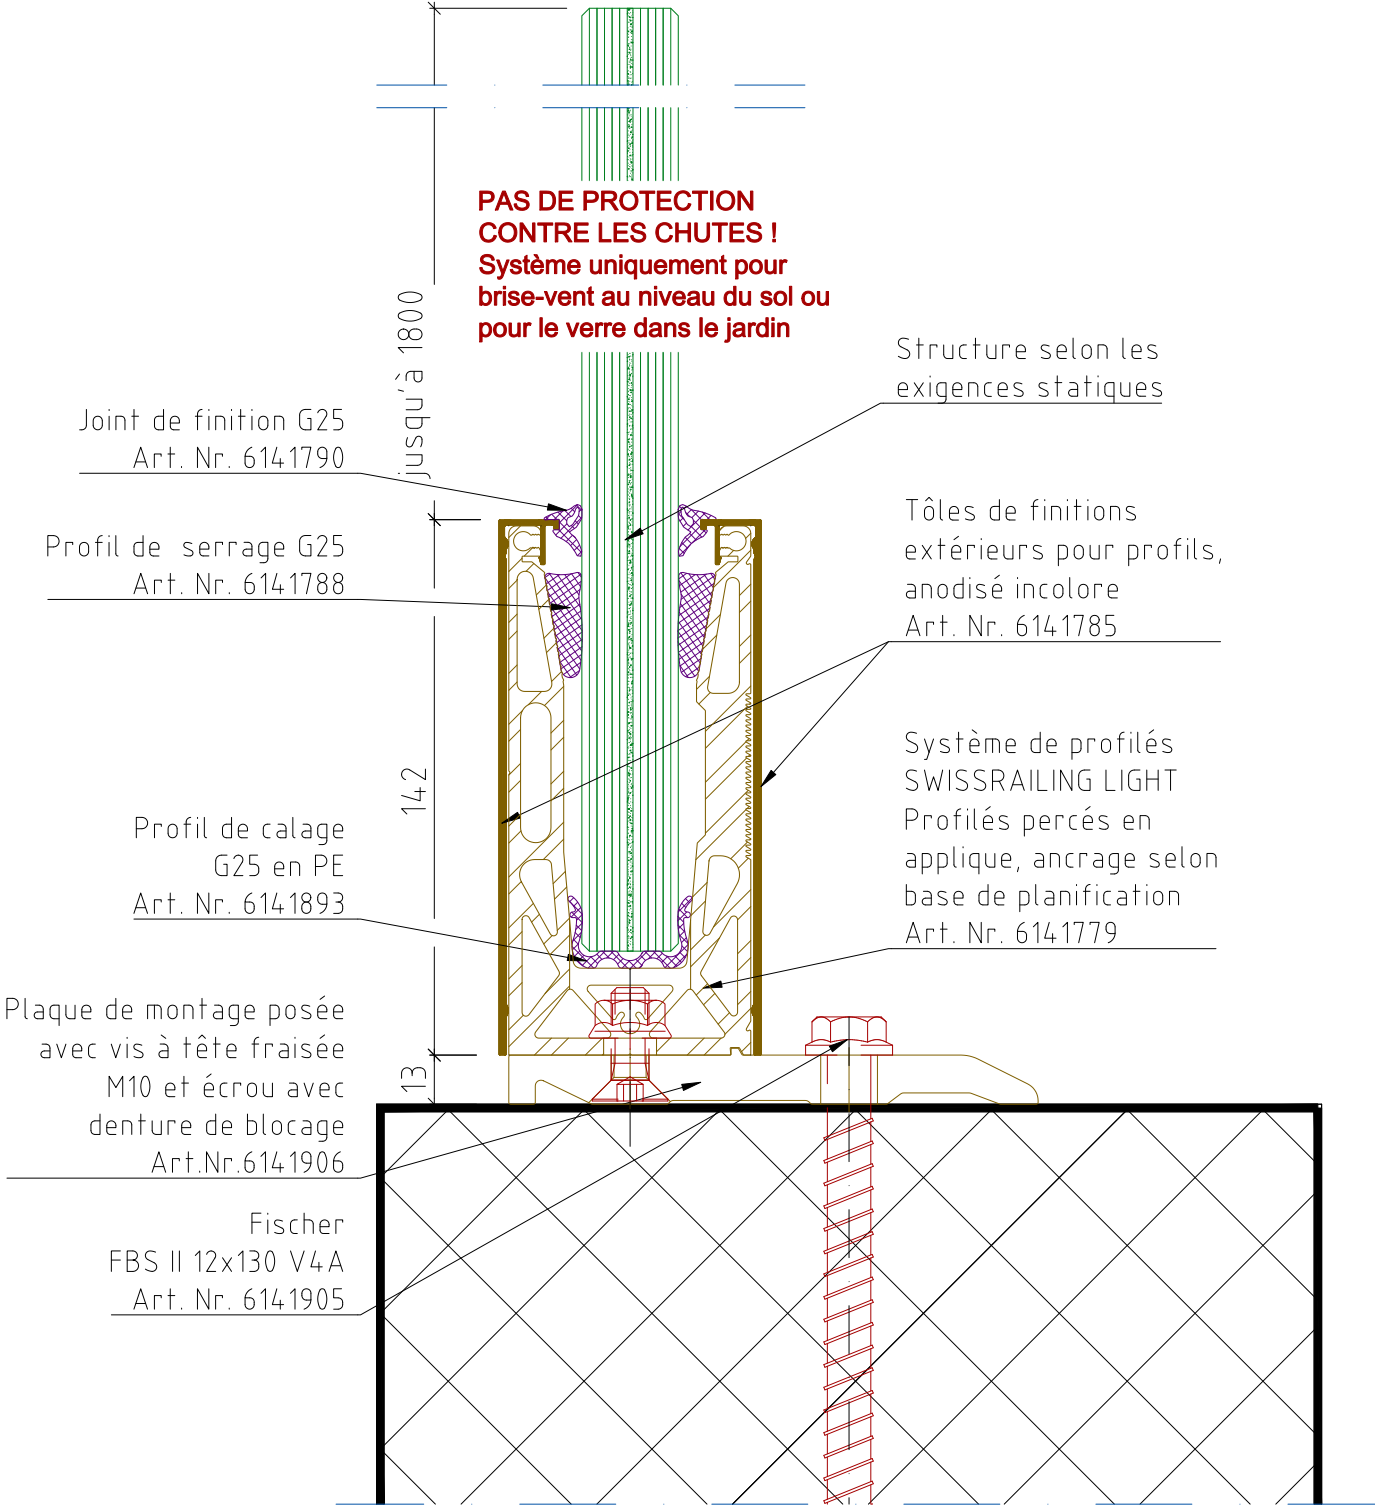 PAS DE PROTECTION
CONTRE LES CHUTES !
Système uniquement pour
brise-vent au niveau du sol ou
pour le verre dans le jardin
jusqu'à 1800
Structure selon les
exigences statiques
Joint de finition G25
Art. Nr. 6141790
Tôles de finitions
extérieurs pour profils,
anodisé incolore
Art. Nr. 6141785
Profil de serrage G25
Art. Nr. 6141788
142
Système de profilés
SWISSRAILING LIGHT
Profilés percés en
applique, ancrage selon
base de planification
Art. Nr. 6141779
Profil de calage
G25 en PE
Art. Nr. 6141893
Plaque de montage posée
avec vis à tête fraisée
M10 et écrou avec
denture de blocage
Art.Nr.6141906
13
Fischer
FBS II 12x130 V4A
Art. Nr. 6141905